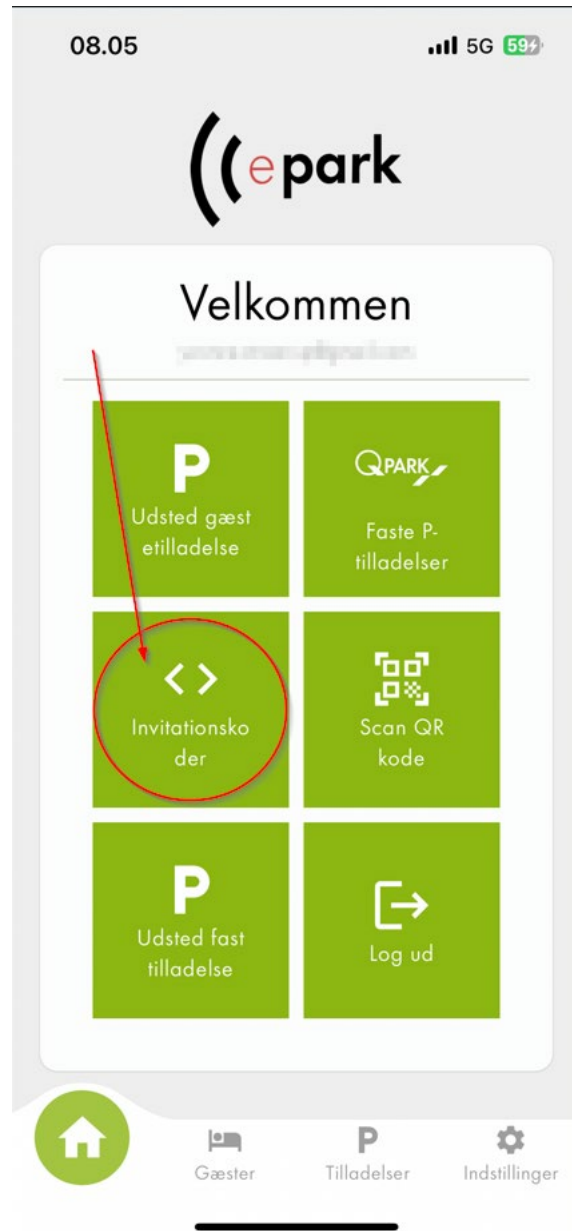 08.05
5G 59
epark
Velkommen
P
Udsted gæst
etilladelse
QPARK
Faste P-
tilladelser
Invitationsko
der
Scan QR
kode
P
Udsted fast
tilladelse
Log ud
Gæster
P
Tilladelser
Indstillinger